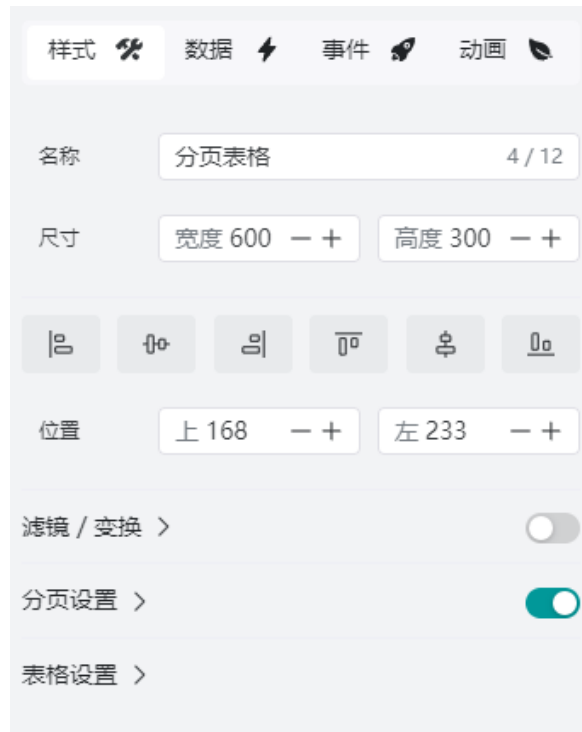 样式 数据 事件 动画
名称 分页表格 4 / 12
尺寸 宽度 600 高度 300
位置 上 168 左 233
滤镜 / 变换
分页设置
表格设置